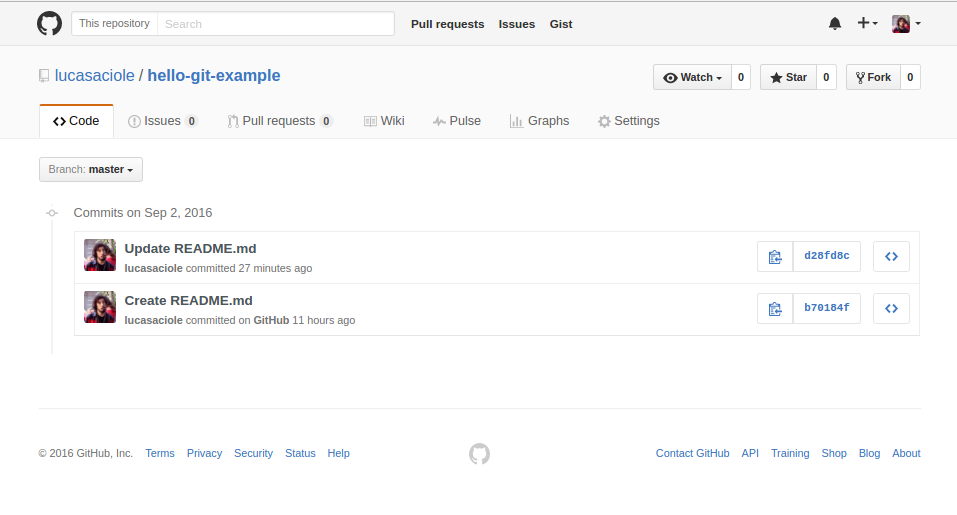 This repository Search Pull requests Issues Gist
lucasaciole / hello-git-example Watch 0 Star 0 Fork 0
Code Issues 0 Pull requests 0 Wiki Pulse Graphs Settings
Branch: master
Commits on Sep 2, 2016
Update README.md
lucasaciole committed 27 minutes ago
d28fd8c
Create README.md
lucasaciole committed on GitHub 11 hours ago
b70184f
© 2016 GitHub, Inc. Terms Privacy Security Status Help Contact GitHub API Training Shop Blog About